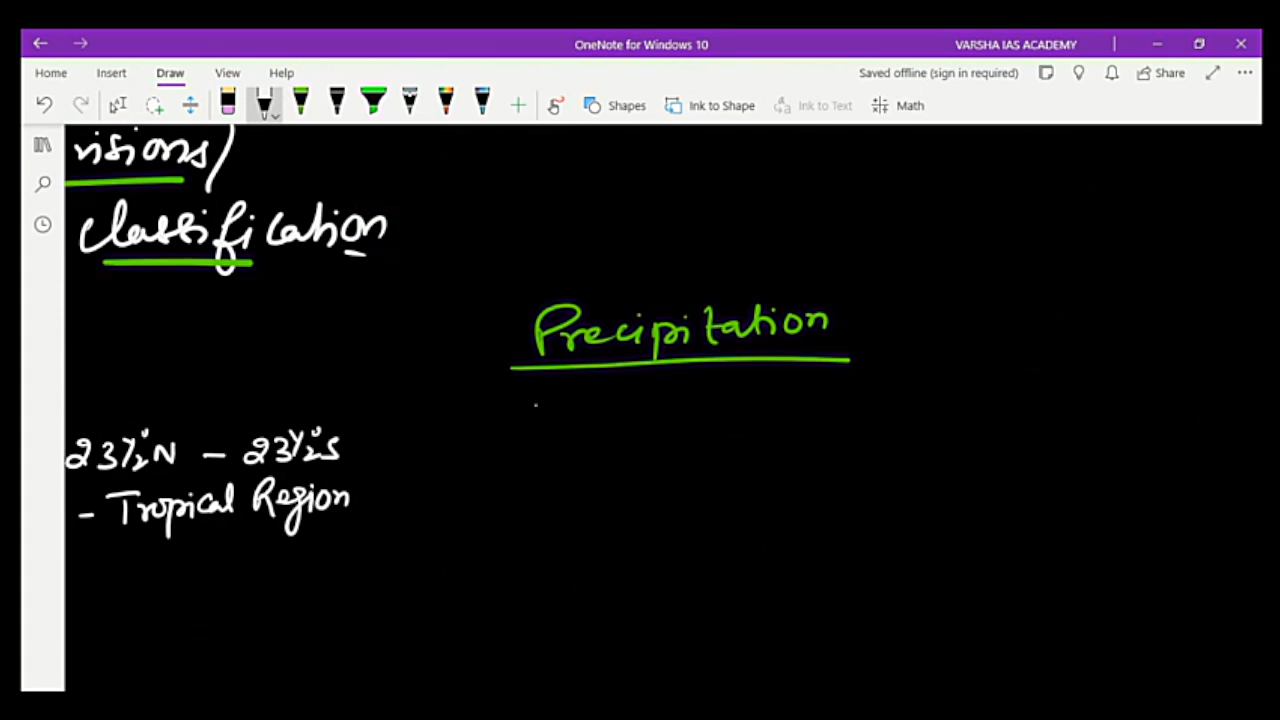 OneNote for Windows 10
VARSHA IAS ACADEMY
Home Insert Draw View Help
Saved offline (sign in required)
Share
Shapes
Ink to Shape
Ink to Text
Math
visions/
classification
Precipitation
23½°N – 23½°S
- Tropical Region